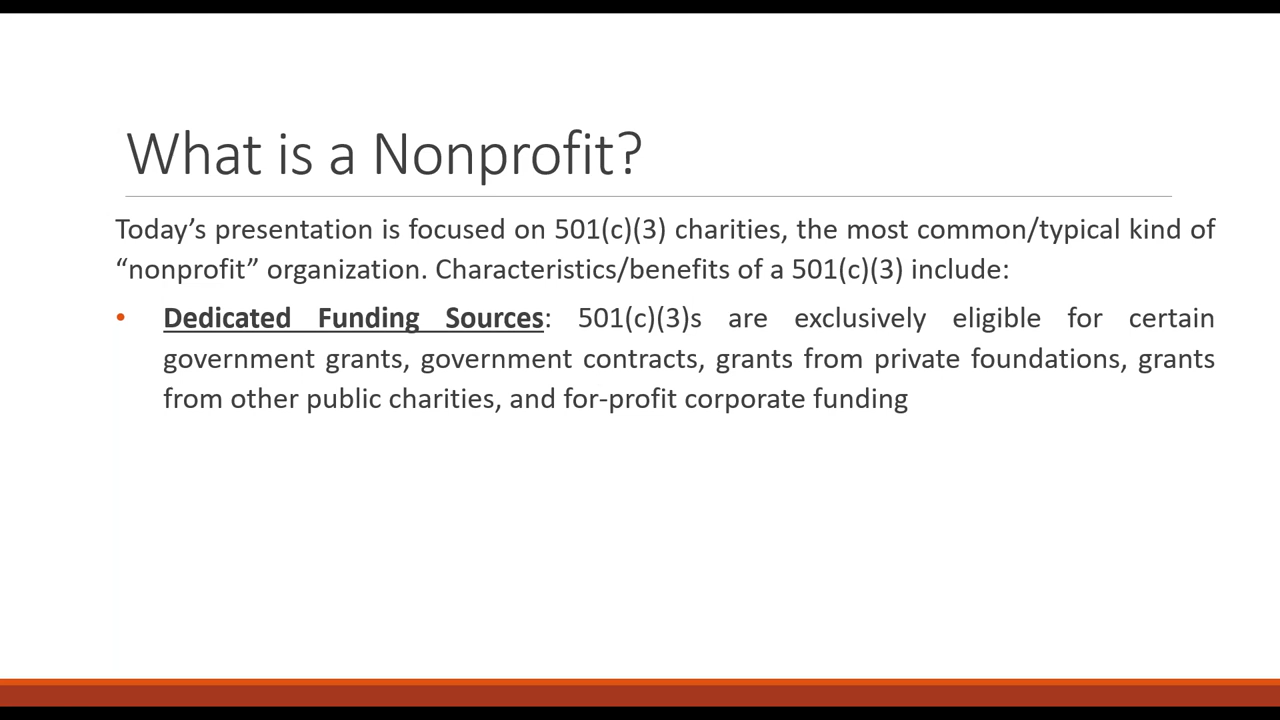 What is a Nonprofit?
Today’s presentation is focused on 501(c)(3) charities, the most common/typical kind of
“nonprofit” organization. Characteristics/benefits of a 501(c)(3) include:
• Dedicated Funding Sources: 501(c)(3)s are exclusively eligible for certain
government grants, government contracts, grants from private foundations, grants
from other public charities, and for-profit corporate funding